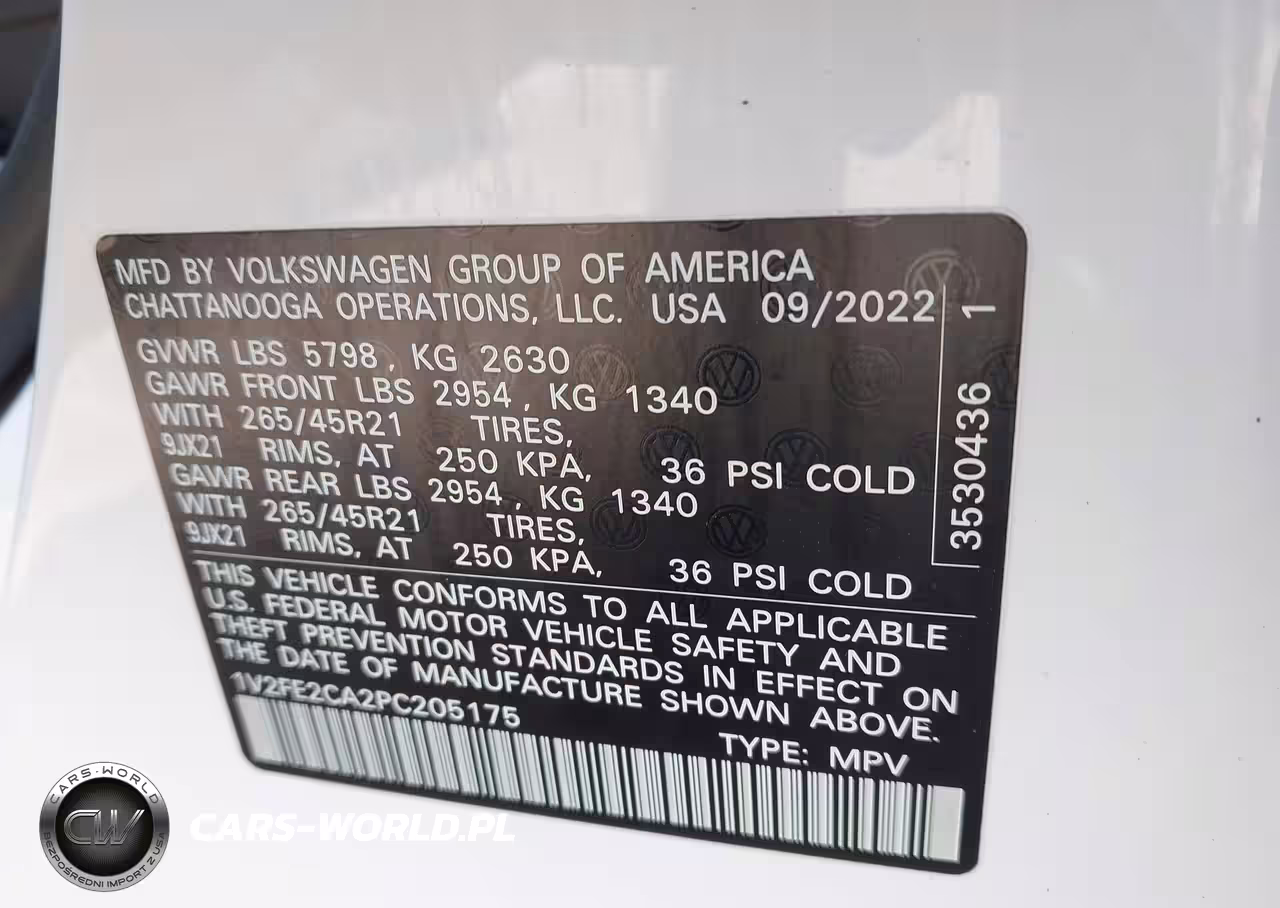 MFD BY VOLKSWAGEN GROUP OF AMERICA
CHATTANOOGA OPERATIONS, LLC. USA 09/2022
GVWR LBS 5798, KG 2630
GAWR FRONT LBS 2954, KG 1340
WITH 265/45R21 TIRES,
9JX21 RIMS, AT 250 KPA, 36 PSI COLD
GAWR REAR LBS 2954, KG 1340
WITH 265/45R21 TIRES,
9JX21 RIMS, AT 250 KPA, 36 PSI COLD
THIS VEHICLE CONFORMS TO ALL APPLICABLE
U.S. FEDERAL MOTOR VEHICLE SAFETY AND
THEFT PREVENTION STANDARDS IN EFFECT ON
THE DATE OF MANUFACTURE SHOWN ABOVE.
1V2FE2CA2PC205175
TYPE: MPV
3530436 1
CARS-WORLD
CW
BEZPOŚREDNI IMPORT Z USA
CARS-WORLD.PL